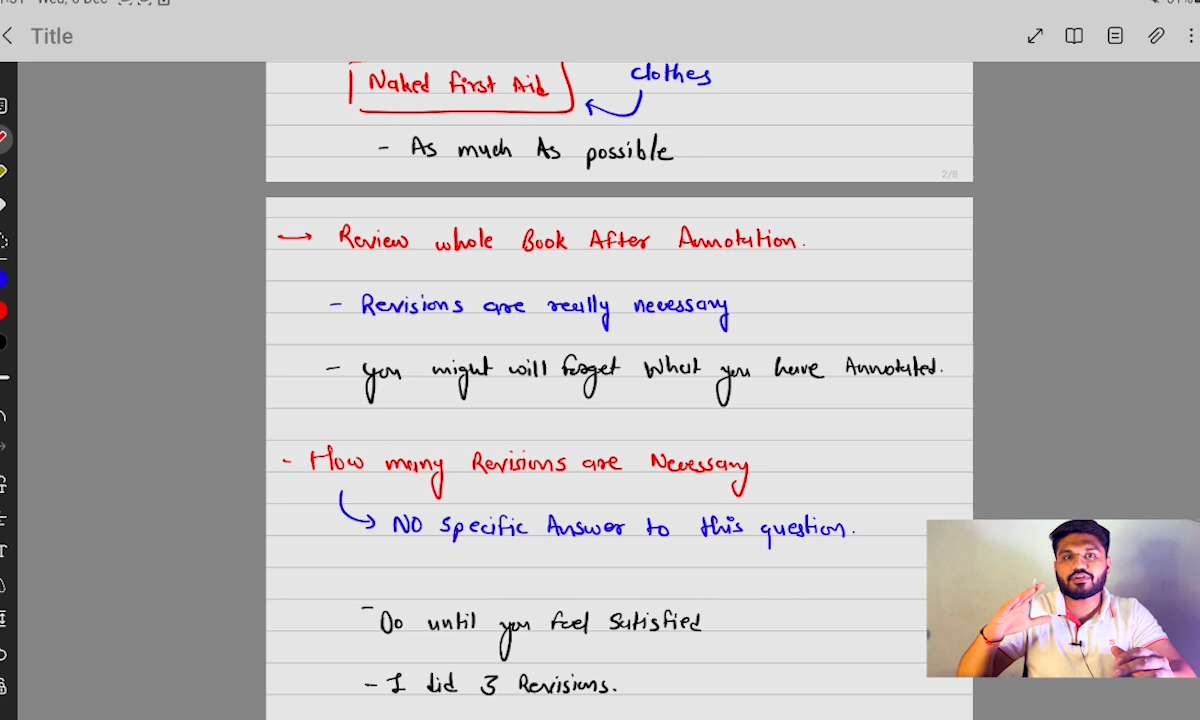 Title
Naked First Aid
clothes
- As much As possible
2/8
→ Review whole Book After Annotation.
- Revisions are really necessary
- you might will forget What you have Annotated.
- How many Revisions are Necessary
↳ NO specific Answer to this question.
- Do until you feel Satisfied
- I did 3 Revisions.